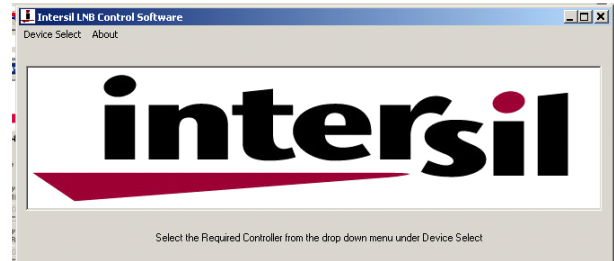 Intersil LNB Control Software
Device Select About
intersil
Select the Required Controller from the drop down menu under Device Select